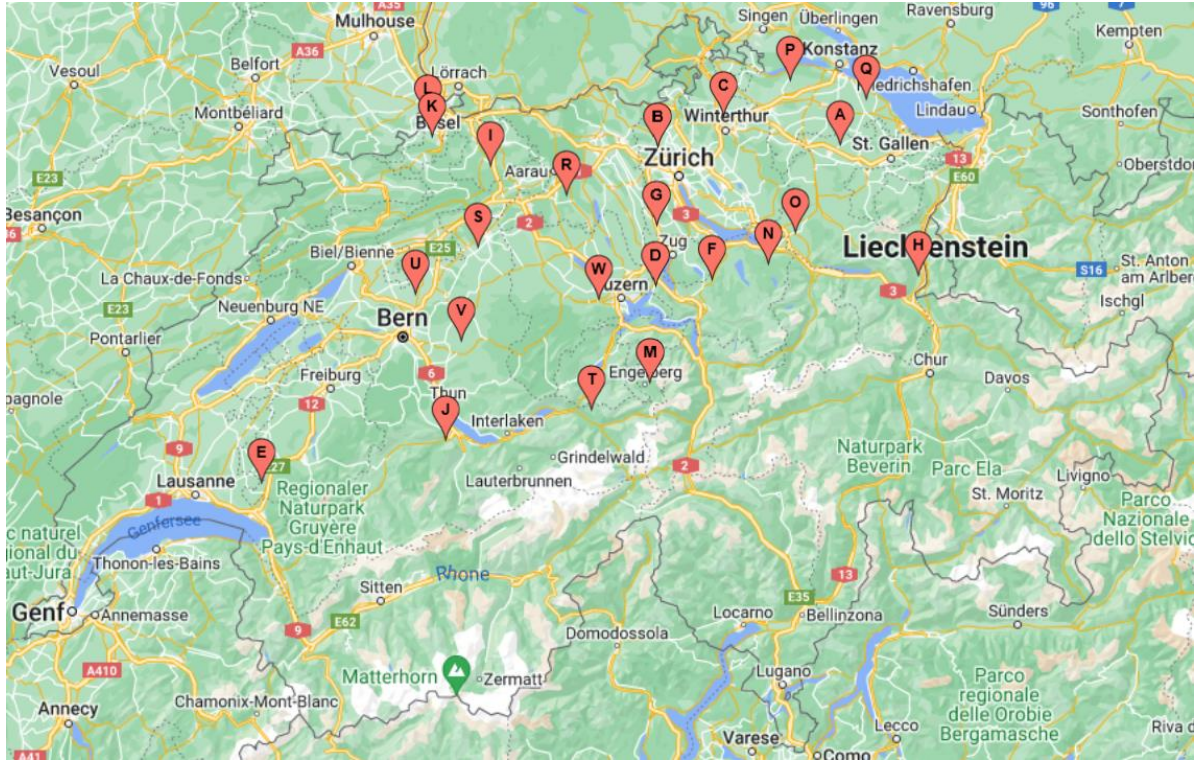 A35
Mulhouse
Singen
Überlingen
Ravensburg
96
7
Kempten
A36
P
Konstanz
Vesoul
Belfort
Lörrach
Q
L
C
Friedrichshafen
Montbéliard
K
Basel
B
Winterthur
A
Lindau
Sonthofen
I
Zürich
St. Gallen
13
Oberstdorf
E23
Aarau
R
E60
Besançon
S
2
G
3
O
Biel/Bienne
E25
Zug
N
Liechtenstein
H
La Chaux-de-Fonds
U
W
D
F
S16
St. Anton
am Arlberg
E23
Neuenburg NE
Luzern
3
Ischgl
Pontarlier
Bern
V
M
Chur
Freiburg
6
T
Engelberg
Davos
12
Thun
J
Interlaken
9
E
E27
Grindelwald
2
Naturpark
Beverin
Parc Ela
Livigno
Lausanne
Regionaler
Naturpark
Gruyère
Pays-d'Enhaut
Lauterbrunnen
St. Moritz
Parco
Nazionale
dello Stelvio
1
Genfersee
Thonon-les-Bains
Sitten
Rhone
13
Genf
Annemasse
E35
Locarno
Bellinzona
Sünders
9
E62
Domodossola
A410
Matterhorn
Zermatt
Lugano
Parco
regionale
delle Orobie
Bergamasche
Chamonix-Mont-Blanc
Annecy
Lecco
Riva d
A41
Varese
Como